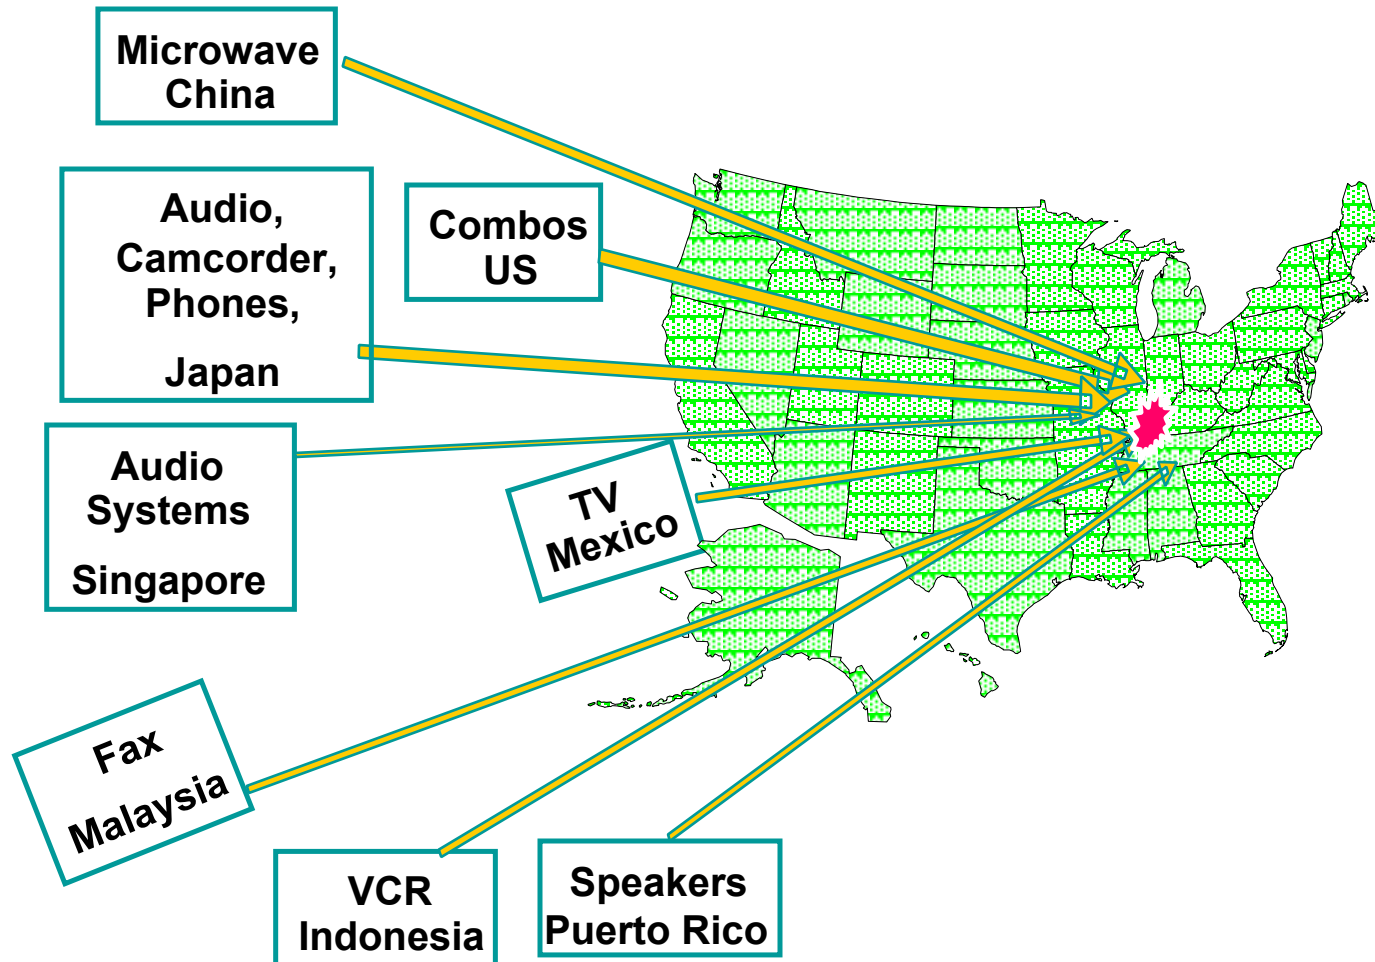 Microwave
China
Audio,
Camcorder,
Phones,
Japan
Combos
US
Audio
Systems
Singapore
TV
Mexico
Fax
Malaysia
VCR
Indonesia
Speakers
Puerto Rico